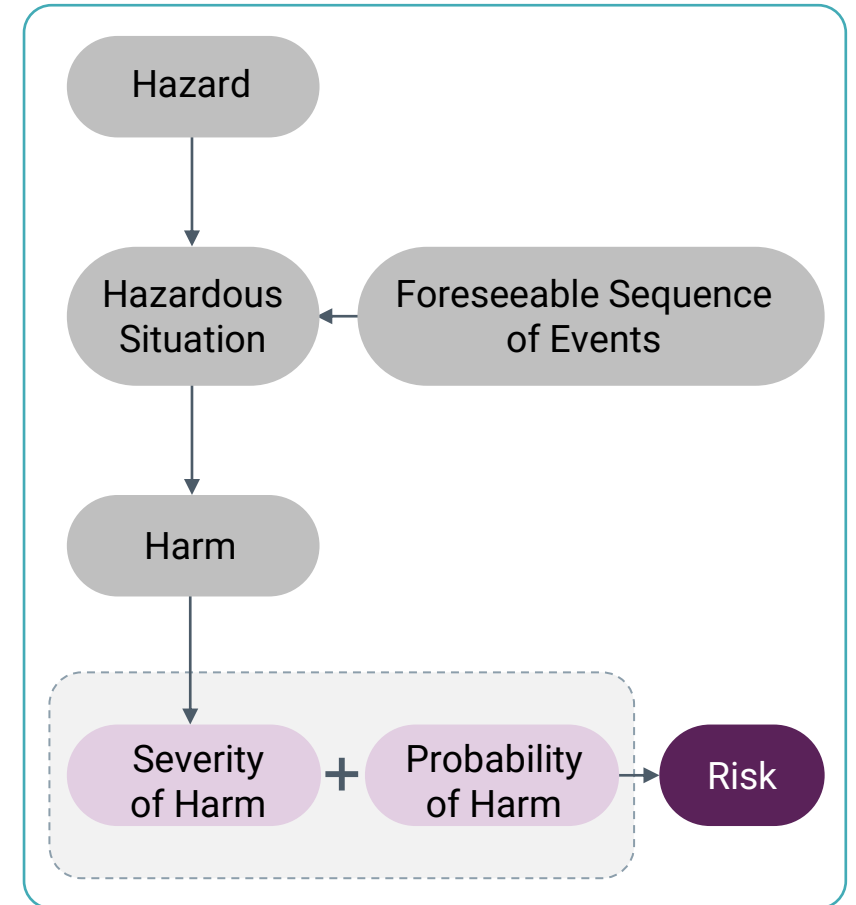 Hazard
Hazardous
Situation
Foreseeable Sequence
of Events
Harm
Severity
of Harm
+
Probability
of Harm
Risk